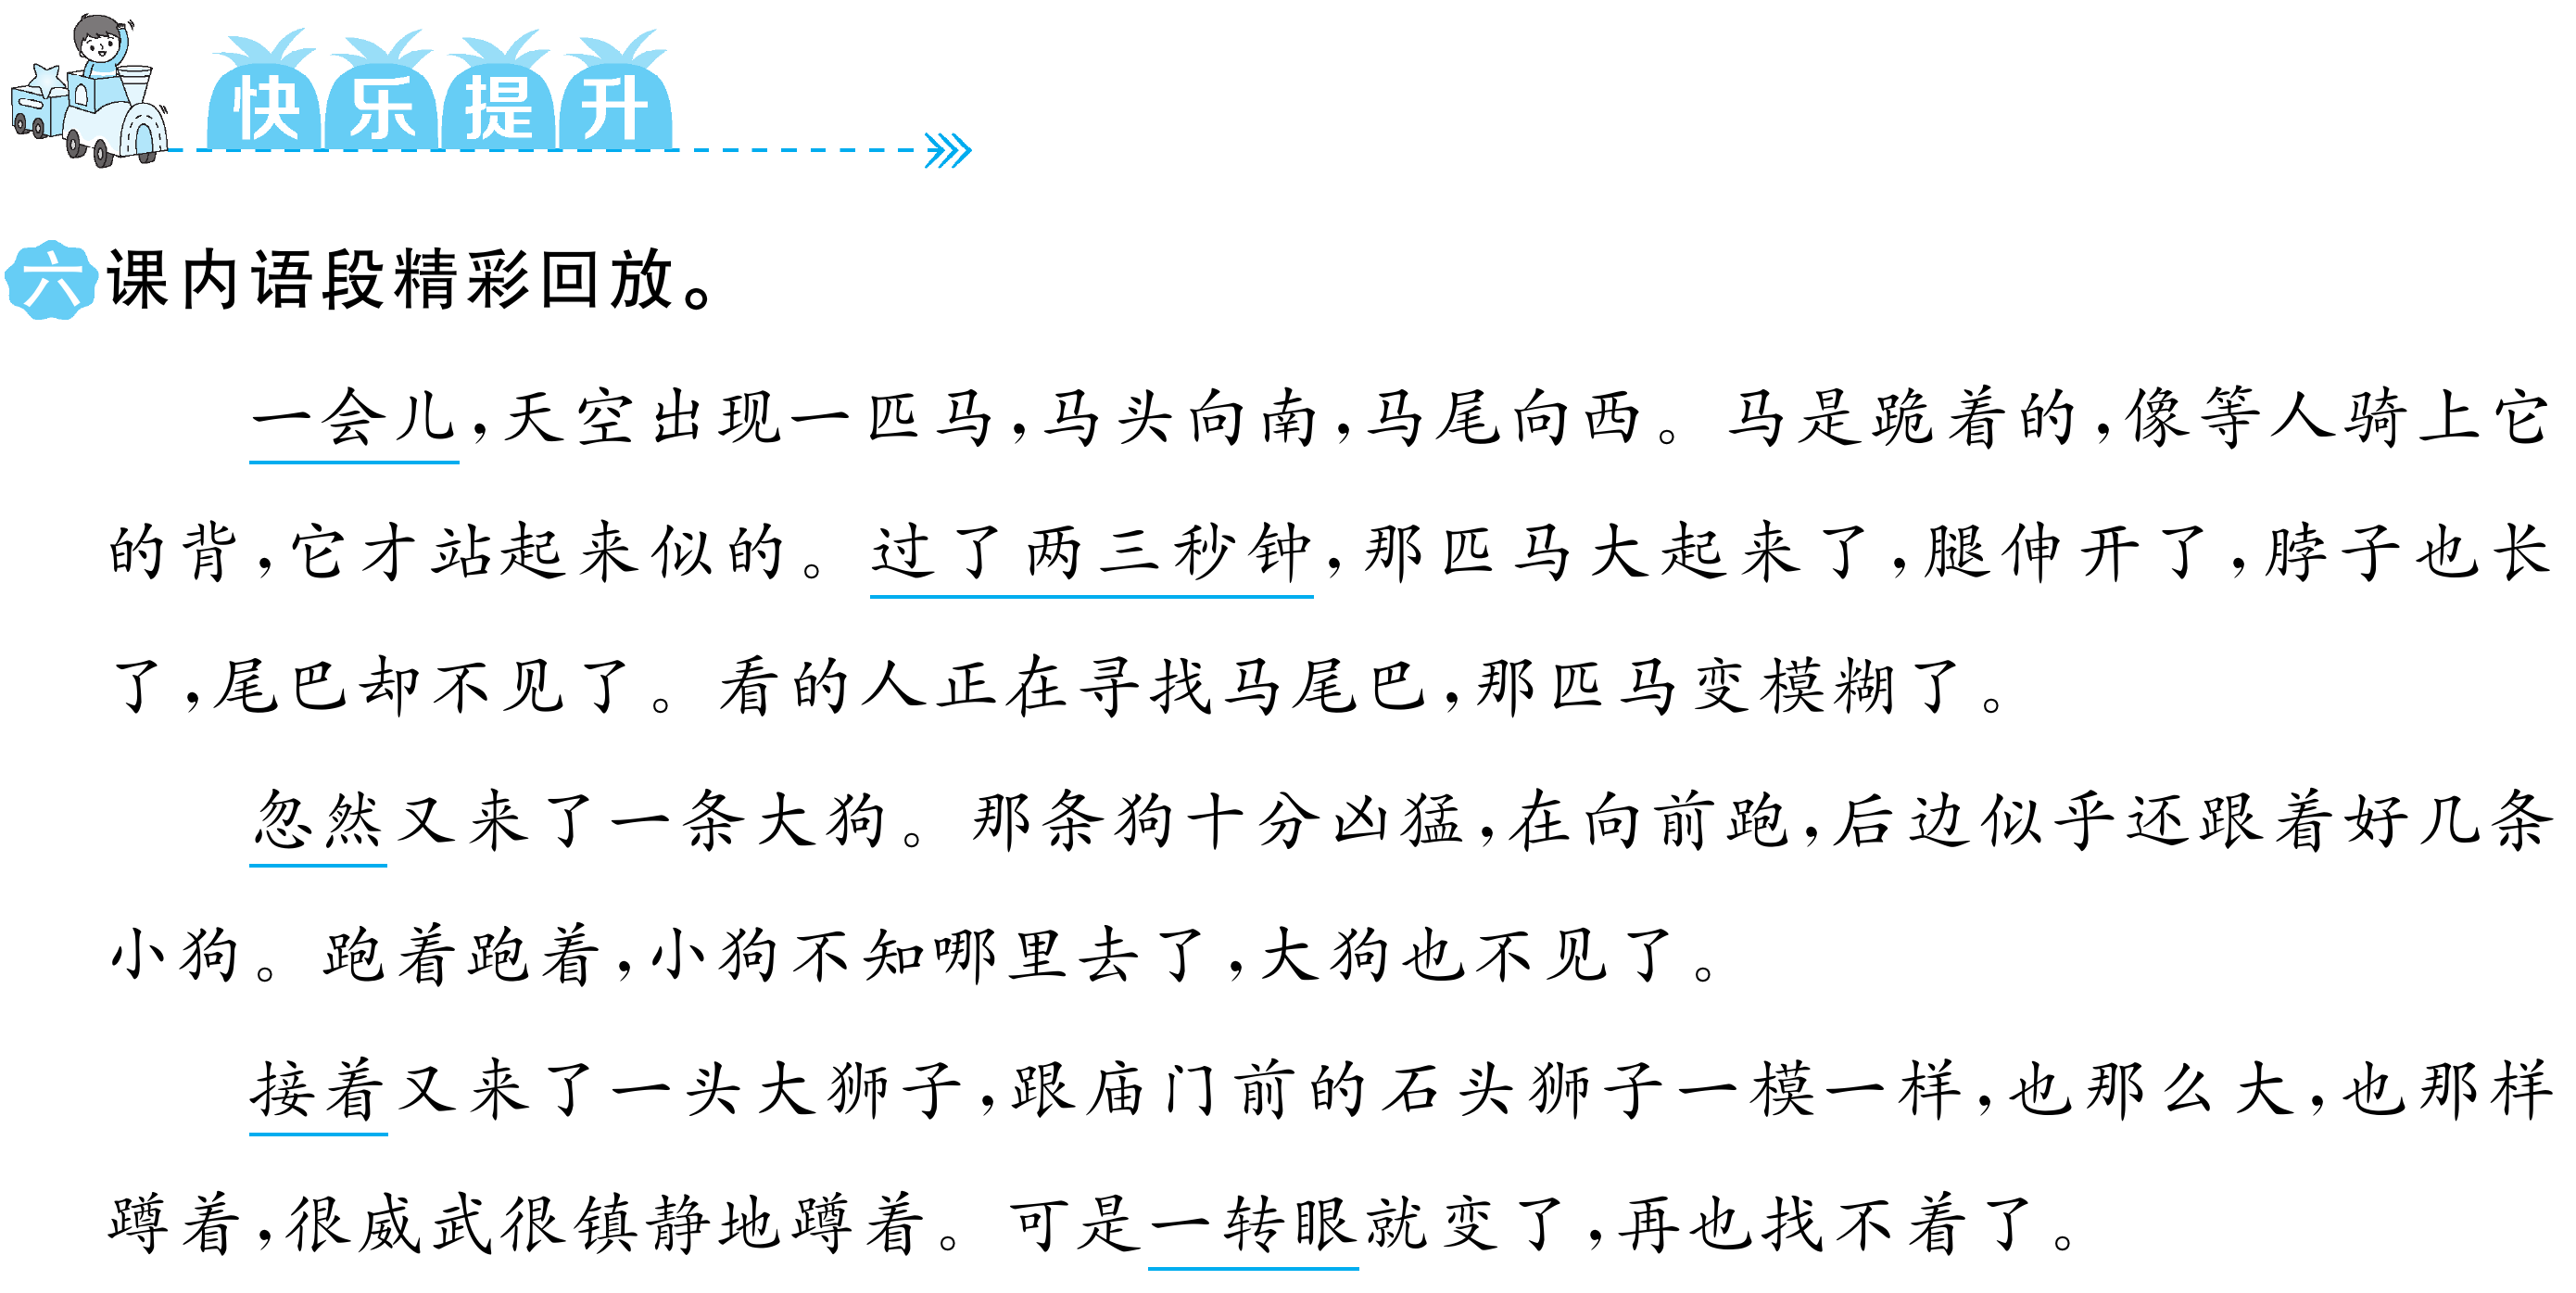 快乐提升
六 课内语段精彩回放。
一会儿,天空出现一匹马,马头向南,马尾向西。马是跪着的,像等人骑上它
的背,它才站起来似的。过了两三秒钟,那匹马大起来了,腿伸开了,脖子也长
了,尾巴却不见了。看的人正在寻找马尾巴,那匹马变模糊了。
忽然又来了一条大狗。那条狗十分凶猛,在向前跑,后边似乎还跟着好几条
小狗。跑着跑着,小狗不知哪里去了,大狗也不见了。
接着又来了一头大狮子,跟庙门前的石头狮子一模一样,也那么大,也那样
蹲着,很威武很镇静地蹲着。可是一转眼就变了,再也找不着了。